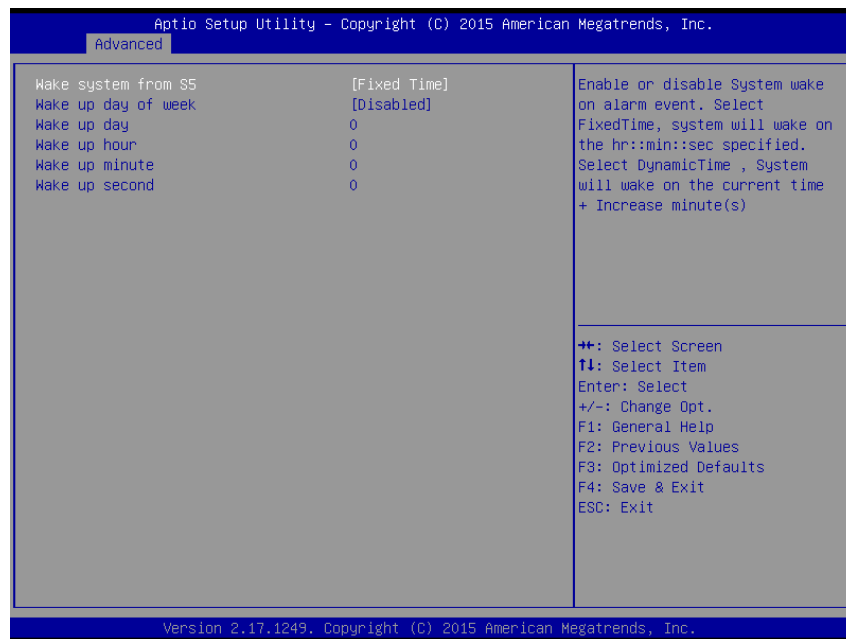 Aptio Setup Utility – Copyright (C) 2015 American Megatrends, Inc.
Advanced
Wake system from S5 [Fixed Time]
Wake up day of week [Disabled]
Wake up day 0
Wake up hour 0
Wake up minute 0
Wake up second 0
Enable or disable System wake
on alarm event. Select
FixedTime, system will wake on
the hr::min::sec specified.
Select DynamicTime , System
will wake on the current time
+ Increase minute(s)
→←: Select Screen
↑↓: Select Item
Enter: Select
+/-: Change Opt.
F1: General Help
F2: Previous Values
F3: Optimized Defaults
F4: Save & Exit
ESC: Exit
Version 2.17.1249. Copyright (C) 2015 American Megatrends, Inc.